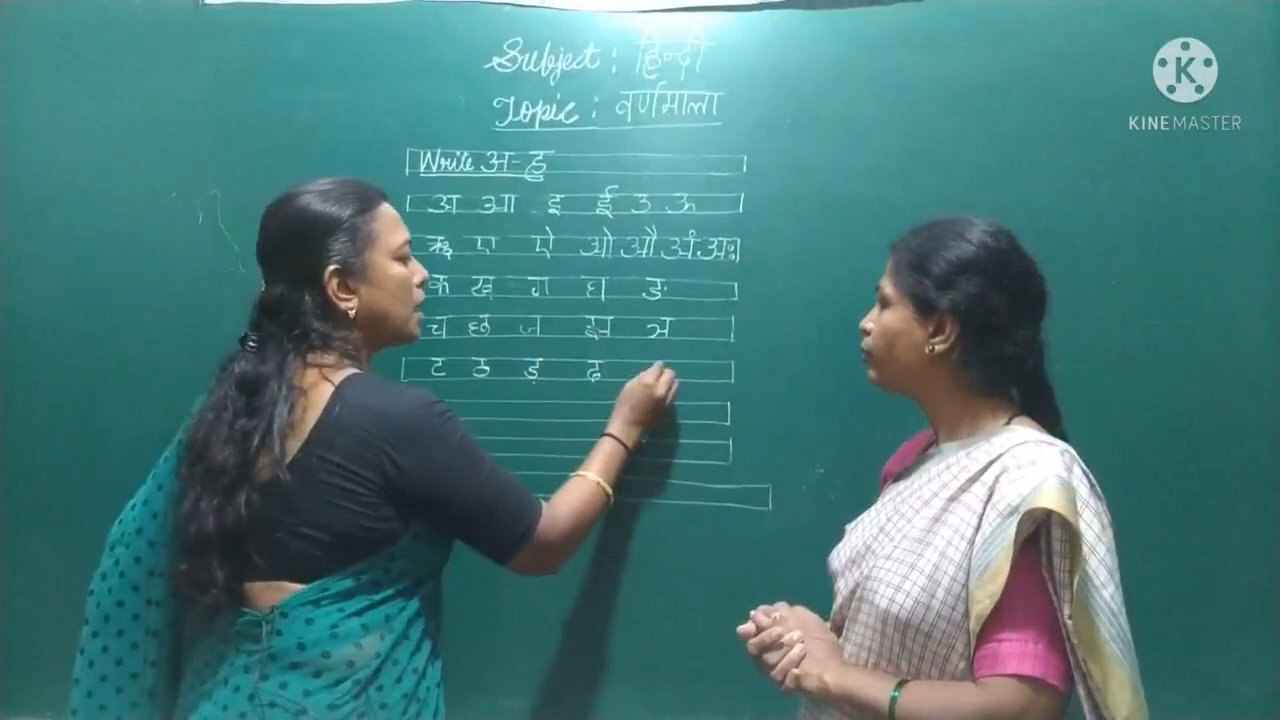 Subject : हिन्दी
Topic : वर्णमाला
Write अ-ह
अ आ इ ई उ ऊ
ऋ ए ऐ ओ औ अं अः
क ख ग घ ङ
च छ ज झ ञ
ट ठ ड़ ढ़
KINEMASTER